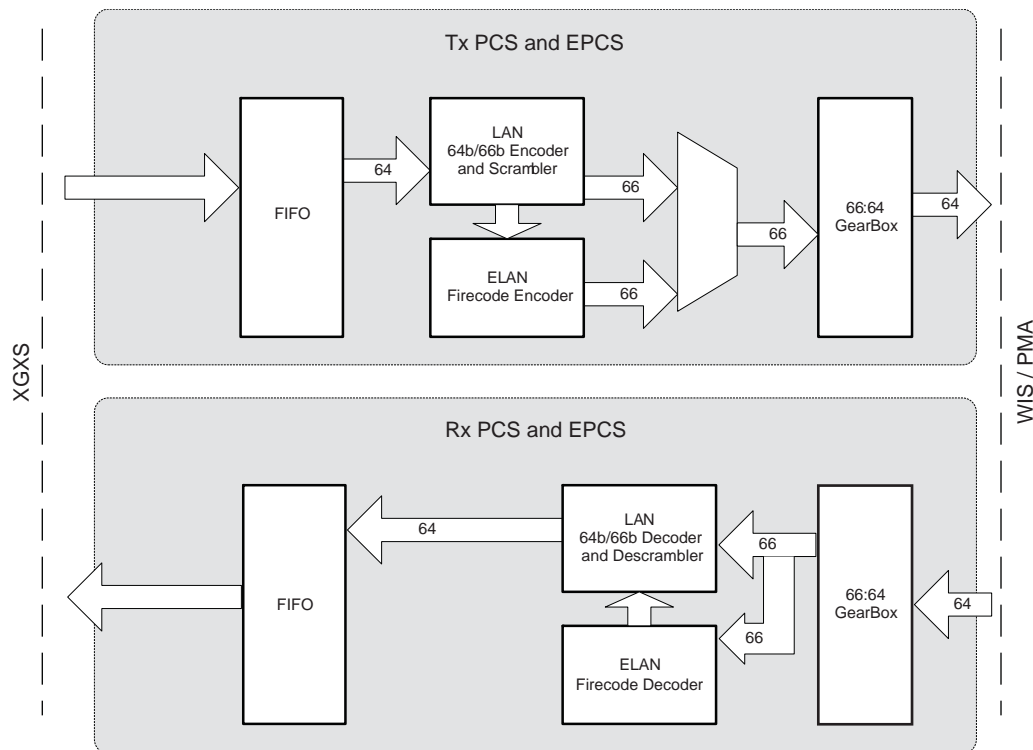 Tx PCS and EPCS
FIFO
64
LAN
64b/66b Encoder
and Scrambler
66
ELAN
Firecode Encoder
66
66
66:64
GearBox
64
XGXS
WIS / PMA
Rx PCS and EPCS
FIFO
64
LAN
64b/66b Decoder
and Descrambler
66
66
ELAN
Firecode Decoder
66:64
GearBox
64